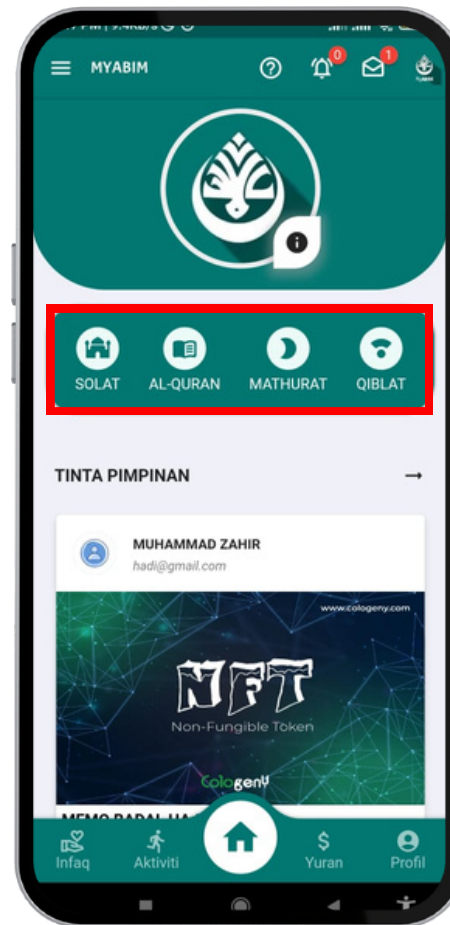 MYABIM
0
1
SOLAT AL-QURAN MATHURAT QIBLAT
TINTA PIMPINAN →
MUHAMMAD ZAHIR
hadi@gmail.com
www.cologeny.com
NFT
Non-Fungible Token
Cologeny
Infaq Aktiviti $ Yuran Profil